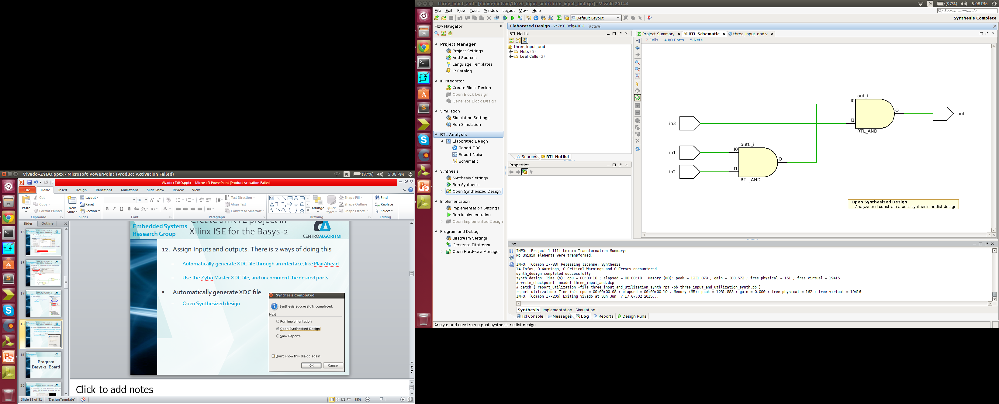 Vivado+ZYBO.pptx - Microsoft PowerPoint (Product Activation Failed)
Pt
(97%)
5:08 PM
Vivado+ZYBO.pptx - Microsoft PowerPoint (Product Activation Failed)
File Home Insert Design Transitions Animations Slide Show Review View
Paste
Cut
Copy
Format Painter
Clipboard
New Slide
Layout
Reset
Section
Slides
18
Font
Text Direction
Align Text
Convert to SmartArt
Paragraph
Arrange
Quick Styles
Shape Fill
Shape Outline
Shape Effects
Drawing
Find
Replace
Select
Editing
Slides Outline
15
16
17
18
19
Program
Basys-2 Board
20
Embedded Systems
Research Group
Create an RTL project in
Xilinx ISE for the Basys-2
CENTROALGORITMI
12. Assign Inputs and outputs. There is 2 ways of doing this
– Automatically generate XDC file through an interface, like PlanAhead
– Use the Zybo Master XDC file, and uncomment the desired ports
• Automatically generate XDC file
– Open Synthesized design
Synthesis Completed
Synthesis successfully completed.
Next
Run Implementation
Open Synthesized Design
View Reports
Don't show this dialog again
OK Cancel
Click to add notes
Slide 18 of 51 "DesignTemplate" 75%
three_input_and - [/home/nelson/three_input_and/three_input_and.xpr] - Vivado 2014.4
Pt
(97%)
5:08 PM
File Edit Flow Tools Window Layout View Help
Search commands
Default Layout
Synthesis Complete
Flow Navigator
Project Manager
Project Settings
Add Sources
Language Templates
IP Catalog
IP Integrator
Create Block Design
Open Block Design
Generate Block Design
Simulation
Simulation Settings
Run Simulation
RTL Analysis
Elaborated Design
Report DRC
Report Noise
Schematic
Synthesis
Synthesis Settings
Run Synthesis
Open Synthesized Design
Implementation
Implementation Settings
Run Implementation
Open Implemented Design
Program and Debug
Bitstream Settings
Generate Bitstream
Open Hardware Manager
Elaborated Design - xc7z010clg400-1 (active)
RTL Netlist
three_input_and
Nets (5)
Leaf Cells (2)
Sources RTL Netlist
Properties
Project Summary RTL Schematic three_input_and.v
2 Cells 4 I/O Ports 5 Nets
out_i
I0
O
out
I1
RTL_AND
in3
out0_i
in1
I0
O
in2
I1
RTL_AND
Open Synthesized Design
Analyze and constrain a post synthesis netlist design.
Log
INFO: [Project 1-111] Unisim Transformation Summary:
No Unisim elements were transformed.
INFO: [Common 17-83] Releasing license: Synthesis
14 Infos, 0 Warnings, 0 Critical Warnings and 0 Errors encountered.
synth_design completed successfully
synth_design: Time (s): cpu = 00:00:18 ; elapsed = 00:00:18 . Memory (MB): peak = 1231.879 ; gain = 383.672 ; free physical = 161 ; free virtual = 19415
# write_checkpoint -noxdef three_input_and.dcp
# catch { report_utilization -file three_input_and_utilization_synth.rpt -pb three_input_and_utilization_synth.pb }
report_utilization: Time (s): cpu = 00:00:00.08 ; elapsed = 00:00:00.19 . Memory (MB): peak = 1231.883 ; gain = 0.000 ; free physical = 162 ; free virtual = 19416
INFO: [Common 17-206] Exiting Vivado at Sun Jun  7 17:07:02 2015...
Synthesis Implementation Simulation
Tcl Console Messages Log Reports Design Runs
Analyze and constrain a post synthesis netlist design